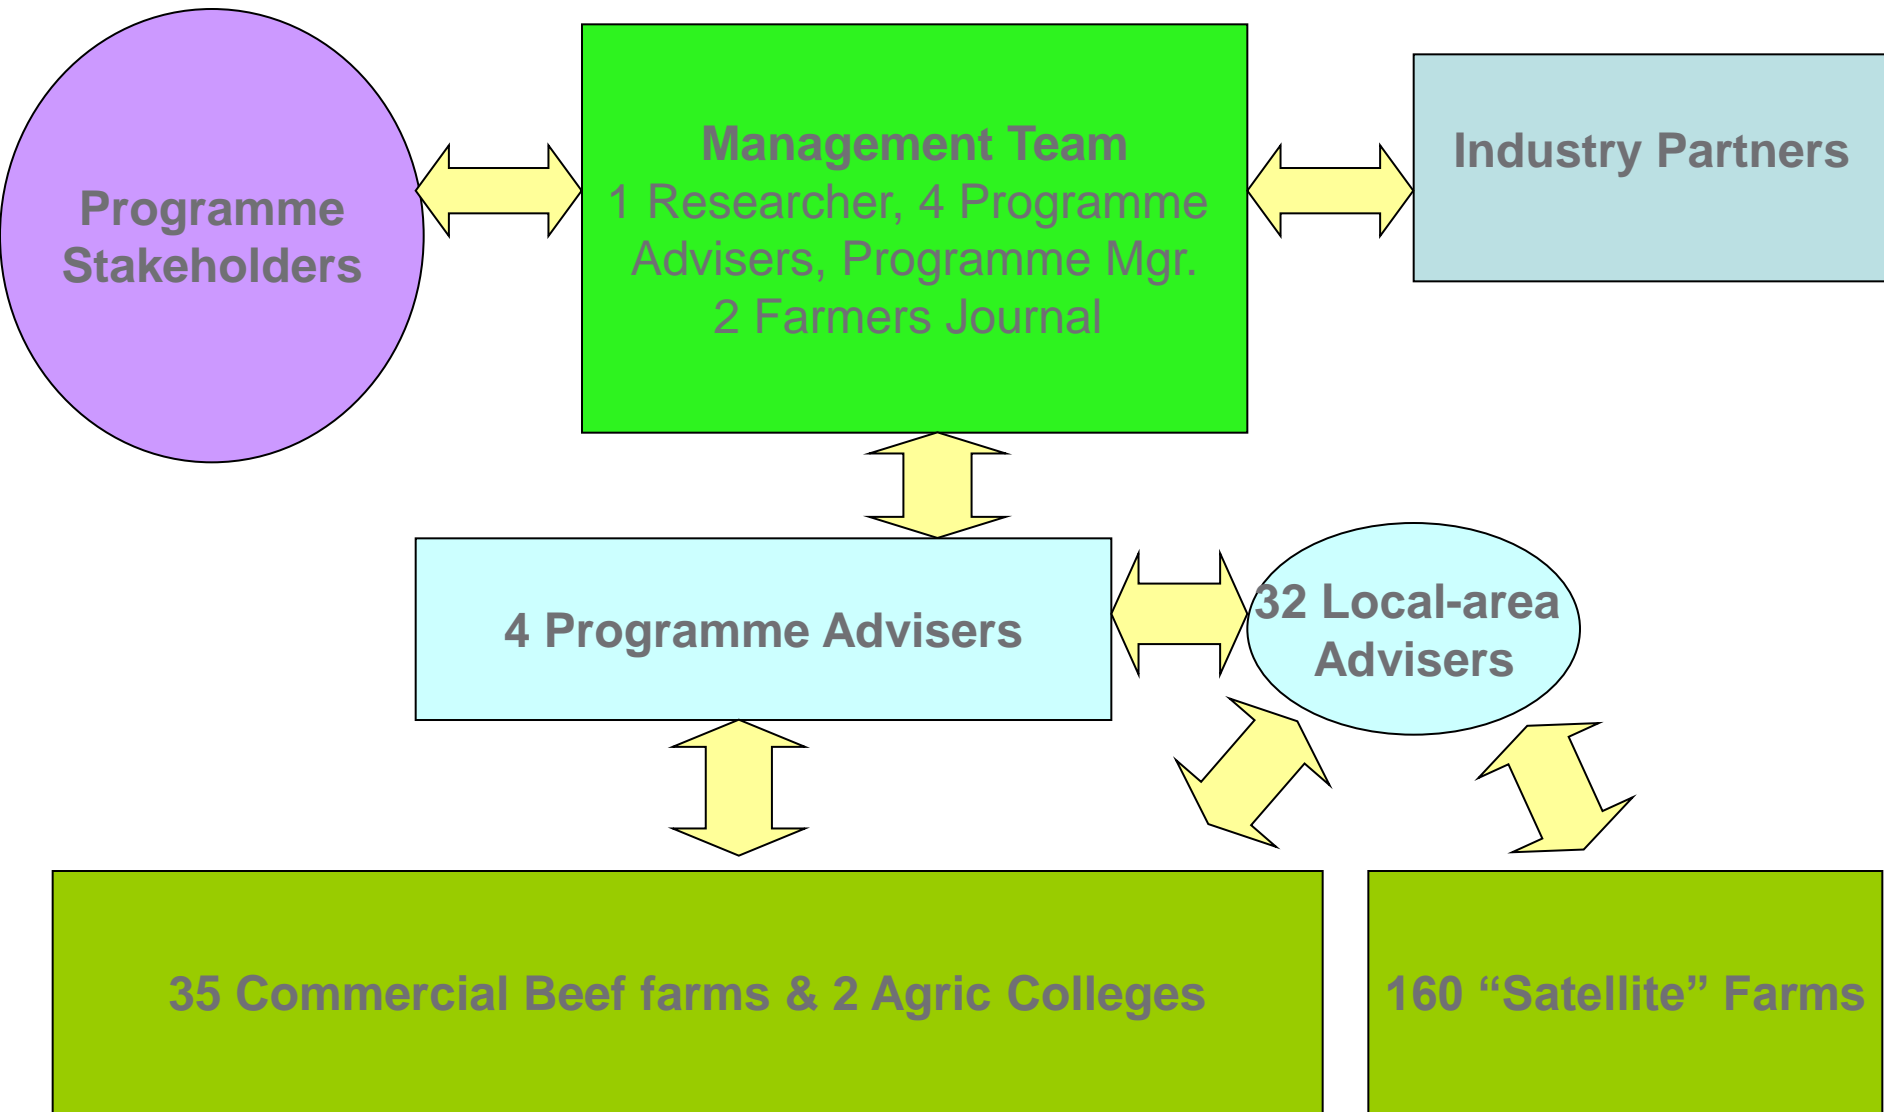 Programme
Stakeholders
Management Team
1 Researcher, 4 Programme
Advisers, Programme Mgr.
2 Farmers Journal
Industry Partners
4 Programme Advisers
32 Local-area
Advisers
35 Commercial Beef farms & 2 Agric Colleges
160 “Satellite” Farms